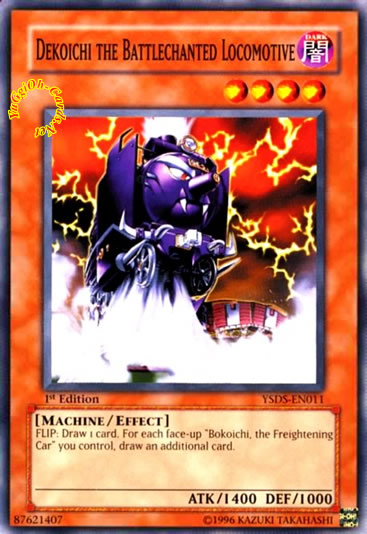 DEKOICHI THE BATTLECHANTED LOCOMOTIVE
DARK
闇
YuGiOh-Cards.Net
1st Edition
YSDS-EN011
[MACHINE / EFFECT]
FLIP: Draw 1 card. For each face-up "Bokoichi, the Freightening
Car" you control, draw an additional card.
ATK/1400 DEF/1000
87621407
©1996 KAZUKI TAKAHASHI